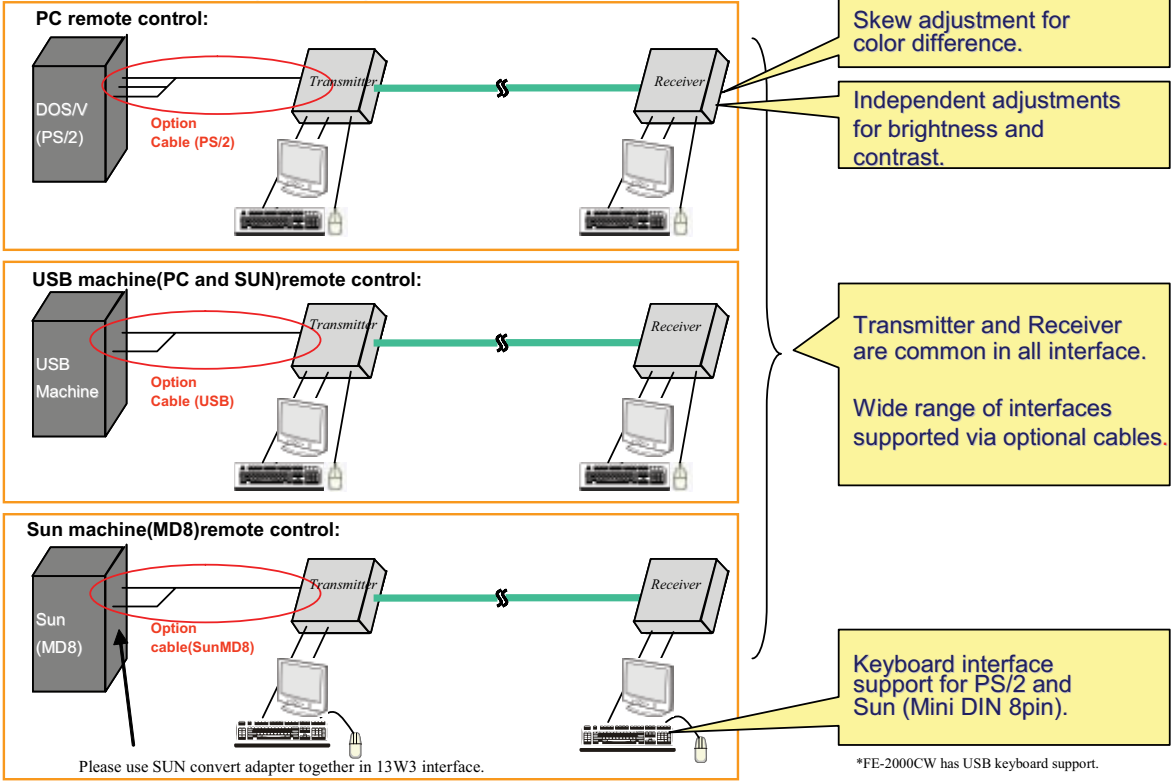 PC remote control:
DOS/V
(PS/2)
Option
Cable (PS/2)
Transmitter
Receiver
Skew adjustment for
color difference.
Independent adjustments
for brightness and
contrast.
USB machine(PC and SUN)remote control:
USB
Machine
Option
Cable (USB)
Transmitter
Receiver
Transmitter and Receiver
are common in all interface.
Wide range of interfaces
supported via optional cables.
Sun machine(MD8)remote control:
Sun
(MD8)
Option
cable(SunMD8)
Transmitter
Receiver
Keyboard interface
support for PS/2 and
Sun (Mini DIN 8pin).
Please use SUN convert adapter together in 13W3 interface.
*FE-2000CW has USB keyboard support.